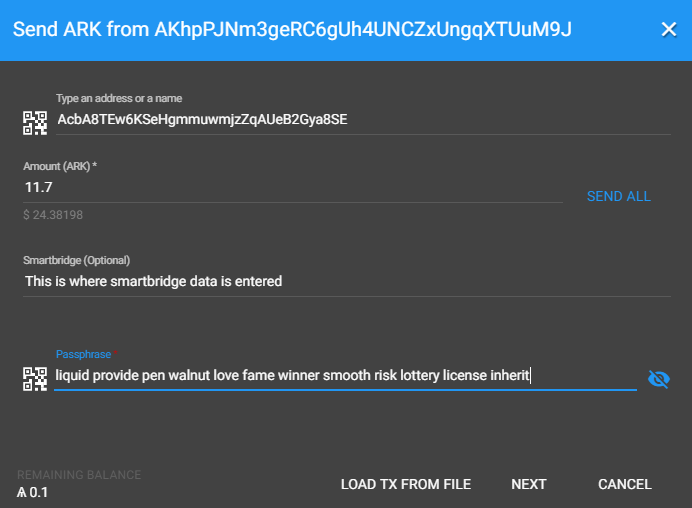 Send ARK from AKhpPJNm3geRC6gUh4UNCZxUngqXTUuM9J
Type an address or a name
AcbA8TEw6KSeHgmmuwmjzZqAUeB2Gya8SE
Amount (ARK) *
11.7
SEND ALL
$ 24.38198
Smartbridge (Optional)
This is where smartbridge data is entered
Passphrase
liquid provide pen walnut love fame winner smooth risk lottery license inherit
REMAINING BALANCE
Ѧ 0.1
LOAD TX FROM FILE NEXT CANCEL